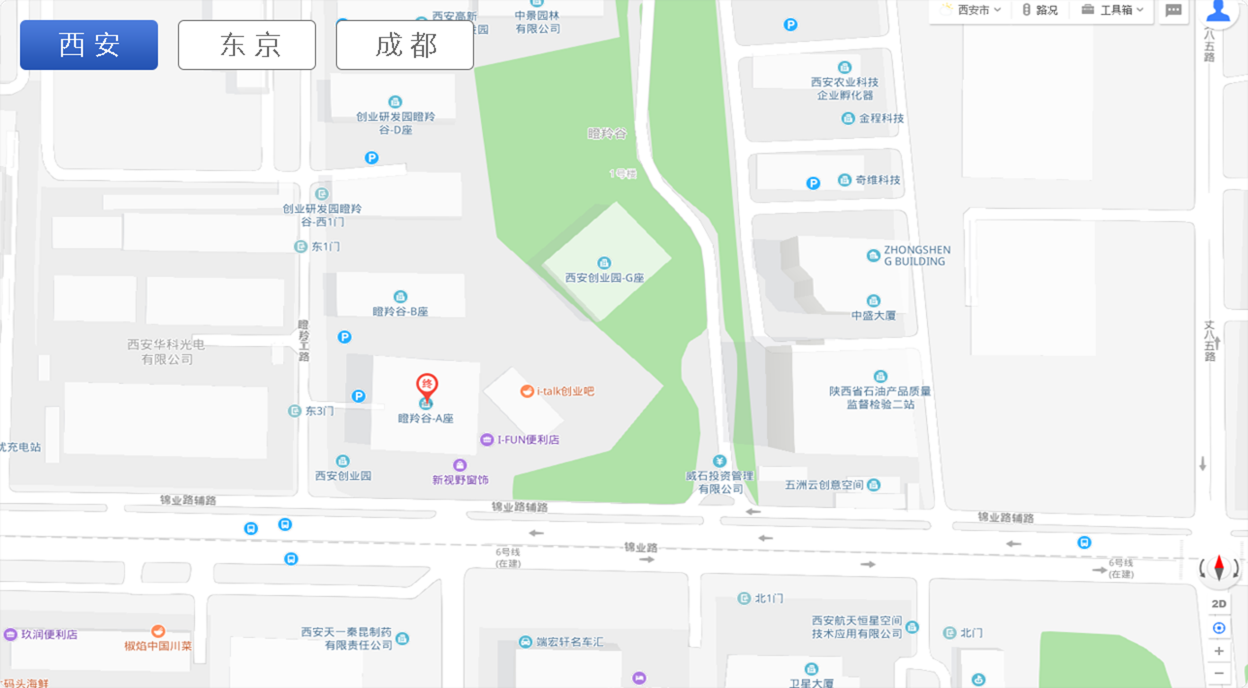 西安
东京
成都
西安高新
中景园林
有限公司
西安市
路况
工具箱
西安农业科技
企业孵化器
创业研发园瞪羚
谷-D座
金程科技
瞪羚谷
1号楼
奇维科技
创业研发园瞪羚
谷-西1门
东1门
ZHONGSHEN
G BUILDING
西安创业园-G座
瞪羚谷-B座
中盛大厦
瞪羚工路
丈八五路
西安华科光电
有限公司
终
i-talk创业吧
陕西省石油产品质量
监督检验二站
东3门
瞪羚谷-A座
I-FUN便利店
优充电站
西安创业园
新视野窗饰
威石投资管理
有限公司
五洲云创意空间
锦业路辅路
锦业路辅路
锦业路辅路
锦业路
6号线
(在建)
6号线
(在建)
北1门
2D
玖润便利店
椒焰中国川菜
西安天一秦昆制药
有限责任公司
端宏轩名车汇
西安航天恒星空间
技术应用有限公司
北门
码头海鲜
卫星大厦